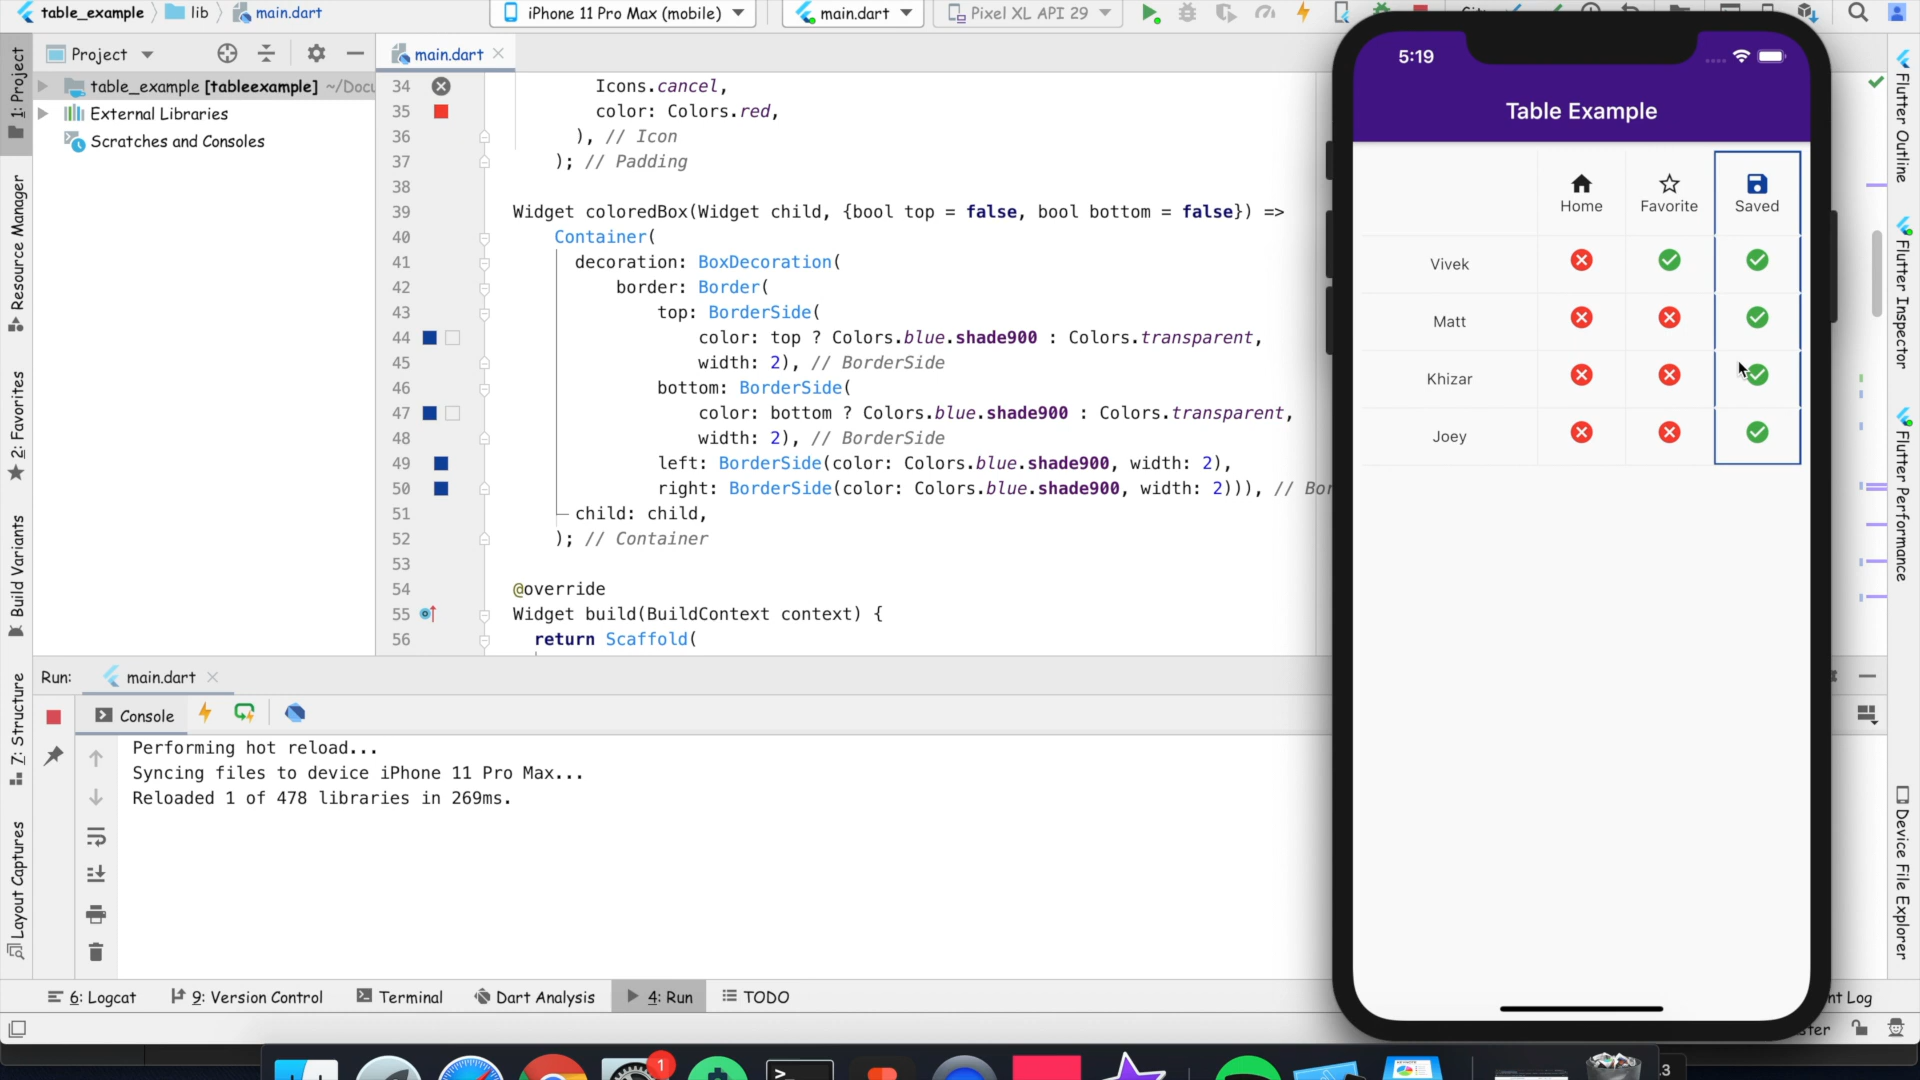 table_example
lib
main.dart
iPhone 11 Pro Max (mobile)
main.dart
Pixel XL API 29
Project
main.dart
table_example [tableexample]
External Libraries
Scratches and Consoles
1: Project
Resource Manager
2: Favorites
Build Variants
7: Structure
Layout Captures
34 Icons.cancel,
35 color: Colors.red,
36 ), // Icon
37 ); // Padding
38
39 Widget coloredBox(Widget child, {bool top = false, bool bottom = false}) =>
40 Container(
41 decoration: BoxDecoration(
42 border: Border(
43 top: BorderSide(
44 color: top ? Colors.blue.shade900 : Colors.transparent,
45 width: 2), // BorderSide
46 bottom: BorderSide(
47 color: bottom ? Colors.blue.shade900 : Colors.transparent,
48 width: 2), // BorderSide
49 left: BorderSide(color: Colors.blue.shade900, width: 2),
50 right: BorderSide(color: Colors.blue.shade900, width: 2))), //
51 child: child,
52 ); // Container
53
54 @override
55 Widget build(BuildContext context) {
56 return Scaffold(
5:19
Table Example
Home Favorite Saved
Vivek
Matt
Khizar
Joey
Flutter Outline
Flutter Inspector
Flutter Performance
Device File Explorer
Run: main.dart
Console
Performing hot reload...
Syncing files to device iPhone 11 Pro Max...
Reloaded 1 of 478 libraries in 269ms.
6: Logcat
9: Version Control
Terminal
Dart Analysis
4: Run
TODO
Log
1